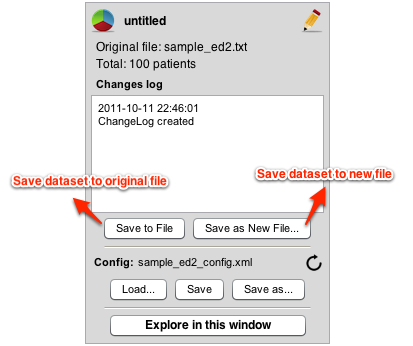 untitled
Original file: sample_ed2.txt
Total: 100 patients
Changes log
2011-10-11 22:46:01
ChangeLog created
Save dataset to original file
Save dataset to new file
Save to File
Save as New File...
Config: sample_ed2_config.xml
Load...
Save
Save as...
Explore in this window